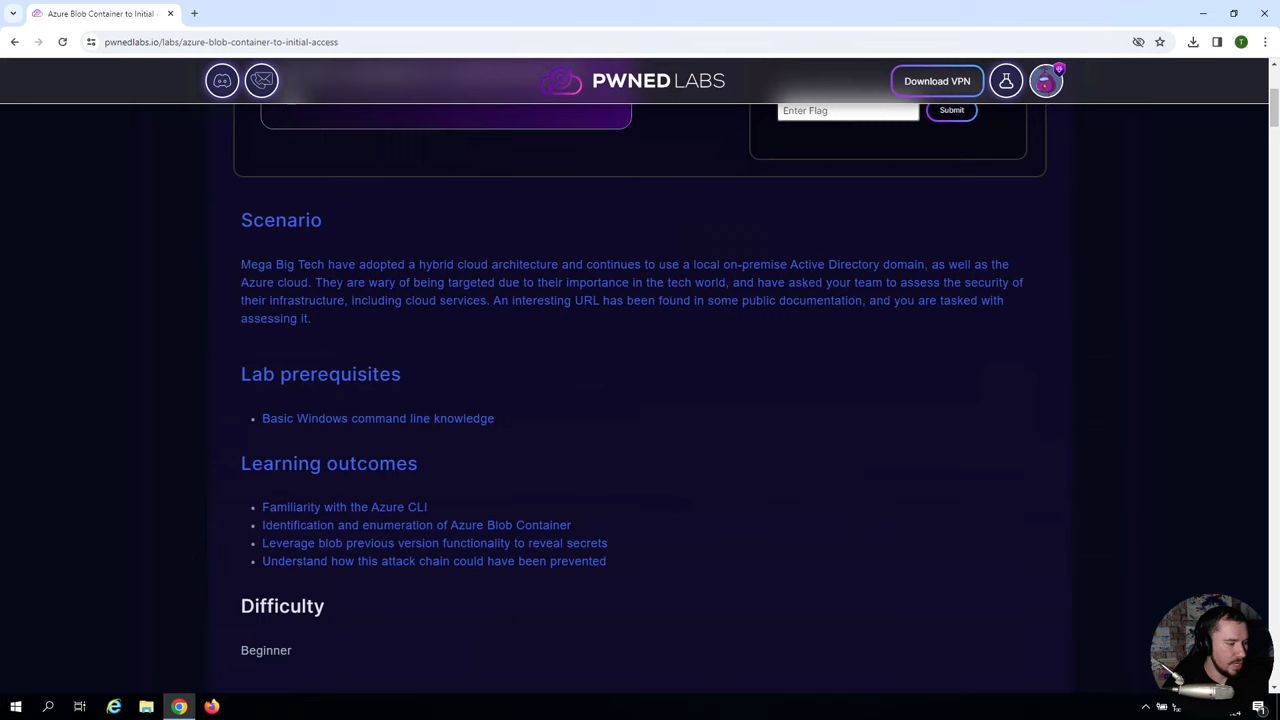 Azure Blob Container to Initial
pwnedlabs.io/labs/azure-blob-container-to-initial-access
PWNED LABS
Download VPN
Enter Flag
Submit
Scenario
Mega Big Tech have adopted a hybrid cloud architecture and continues to use a local on-premise Active Directory domain, as well as the
Azure cloud. They are wary of being targeted due to their importance in the tech world, and have asked your team to assess the security of
their infrastructure, including cloud services. An interesting URL has been found in some public documentation, and you are tasked with
assessing it.
Lab prerequisites
• Basic Windows command line knowledge
Learning outcomes
• Familiarity with the Azure CLI
• Identification and enumeration of Azure Blob Container
• Leverage blob previous version functionality to reveal secrets
• Understand how this attack chain could have been prevented
Difficulty
Beginner